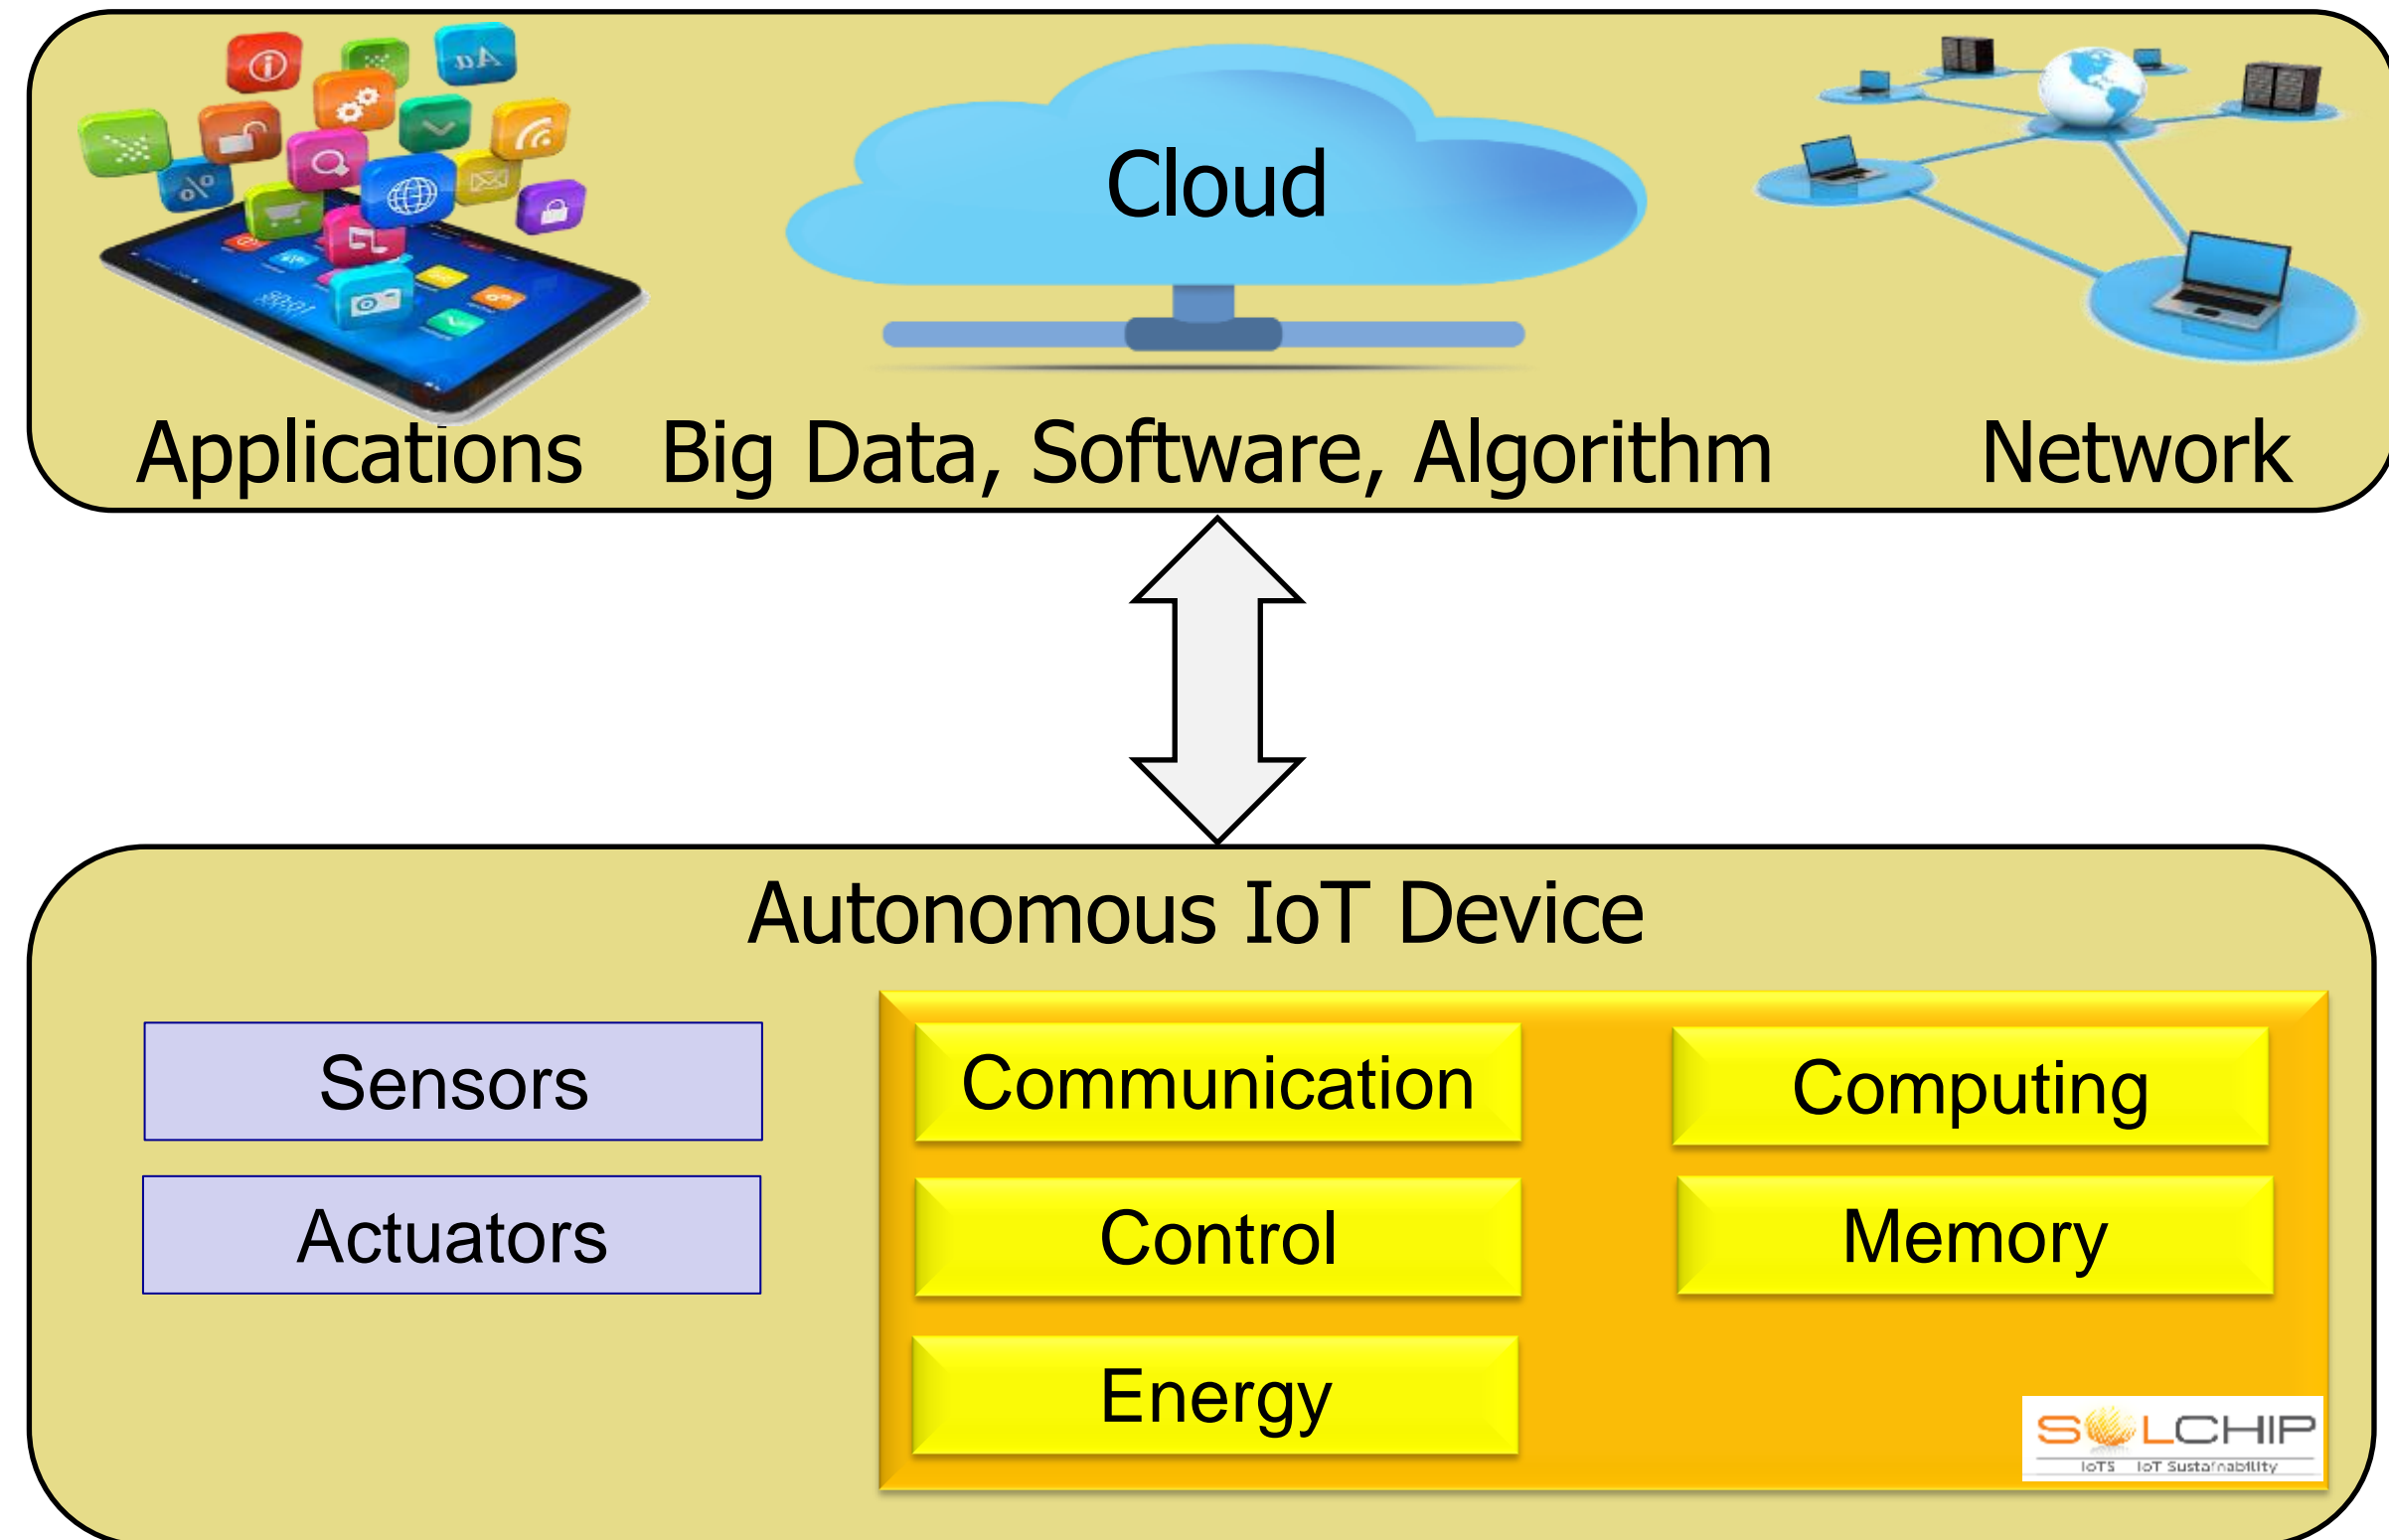 Cloud
Applications
Big Data, Software, Algorithm
Network
Autonomous IoT Device
Sensors
Communication
Computing
Actuators
Control
Memory
Energy
SOLCHIP
IoTS IoT Sustainability